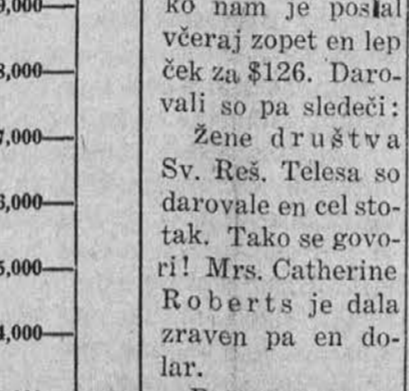 9,000—
8,000—
7,000—
6,000—
5,000—
4,000—
ko nam je poslal
včeraj zopet en lep
ček za $126. Daro-
vali so pa sledeči:
Žene društva
Sv. Reš. Telesa so
darovale en cel sto-
tak. Tako se govo-
ri! Mrs. Catherine
Roberts je dala
zraven pa en do-
lar.